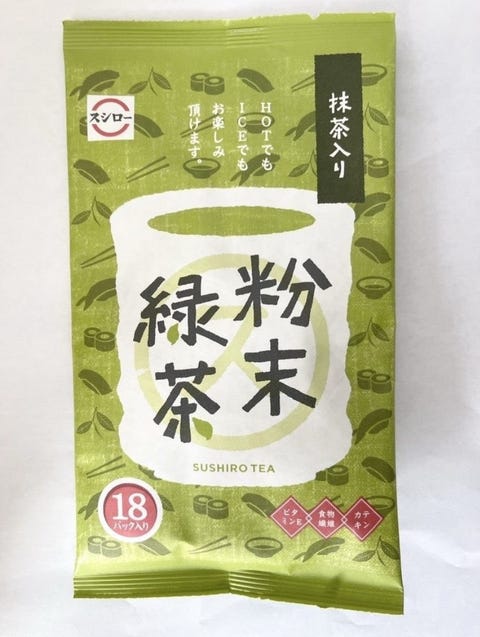 抹茶入り
HOTでも
ICEでも
お楽しみ
頂けます。
スシロー
粉末
緑茶
SUSHIRO TEA
18
パック入り
ビタ
ミンE
食物
繊維
カテ
キン